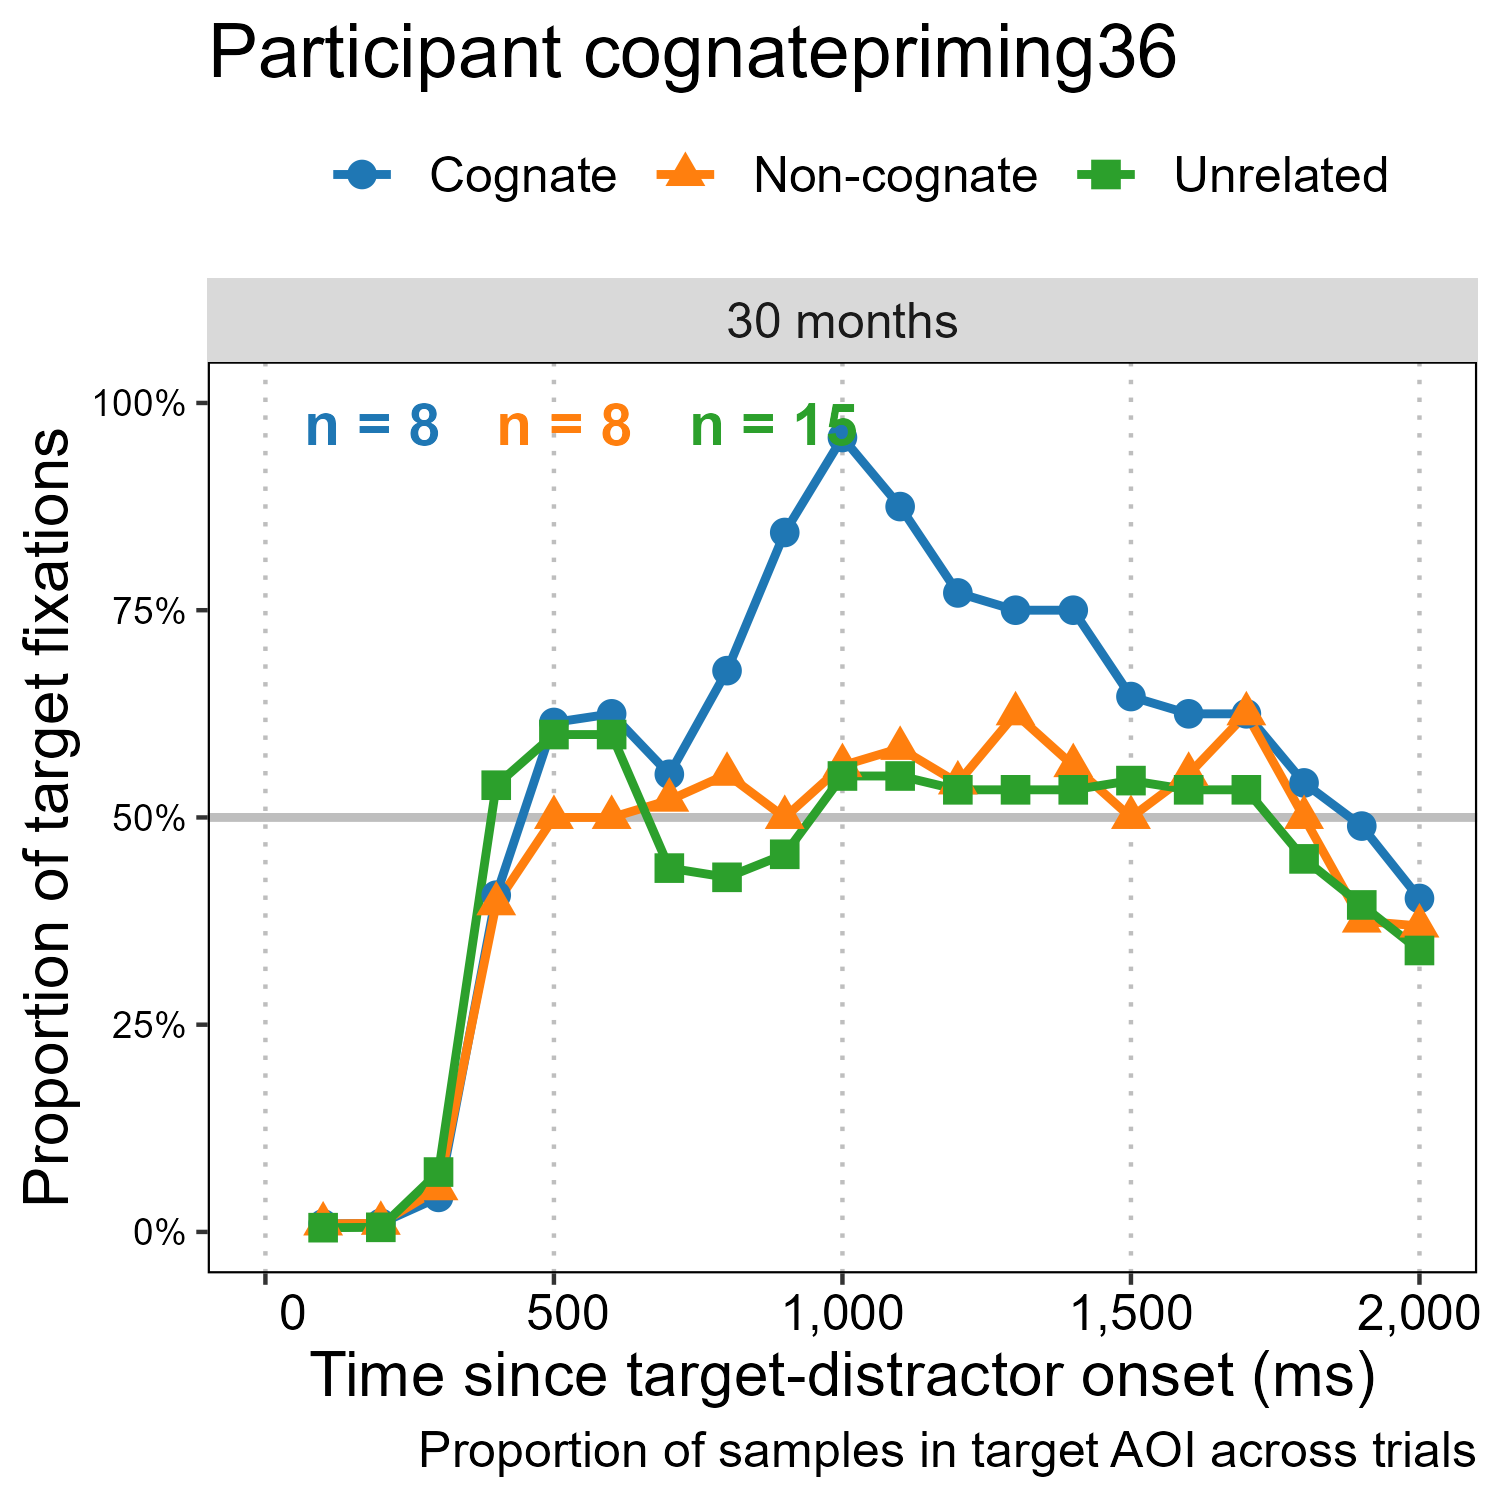 Participant cognatepriming36
Cognate Non-cognate Unrelated
30 months
n = 8 n = 8 n = 15
Proportion of target fixations
100%
75%
50%
25%
0%
0 500 1,000 1,500 2,000
Time since target-distractor onset (ms)
Proportion of samples in target AOI across trials